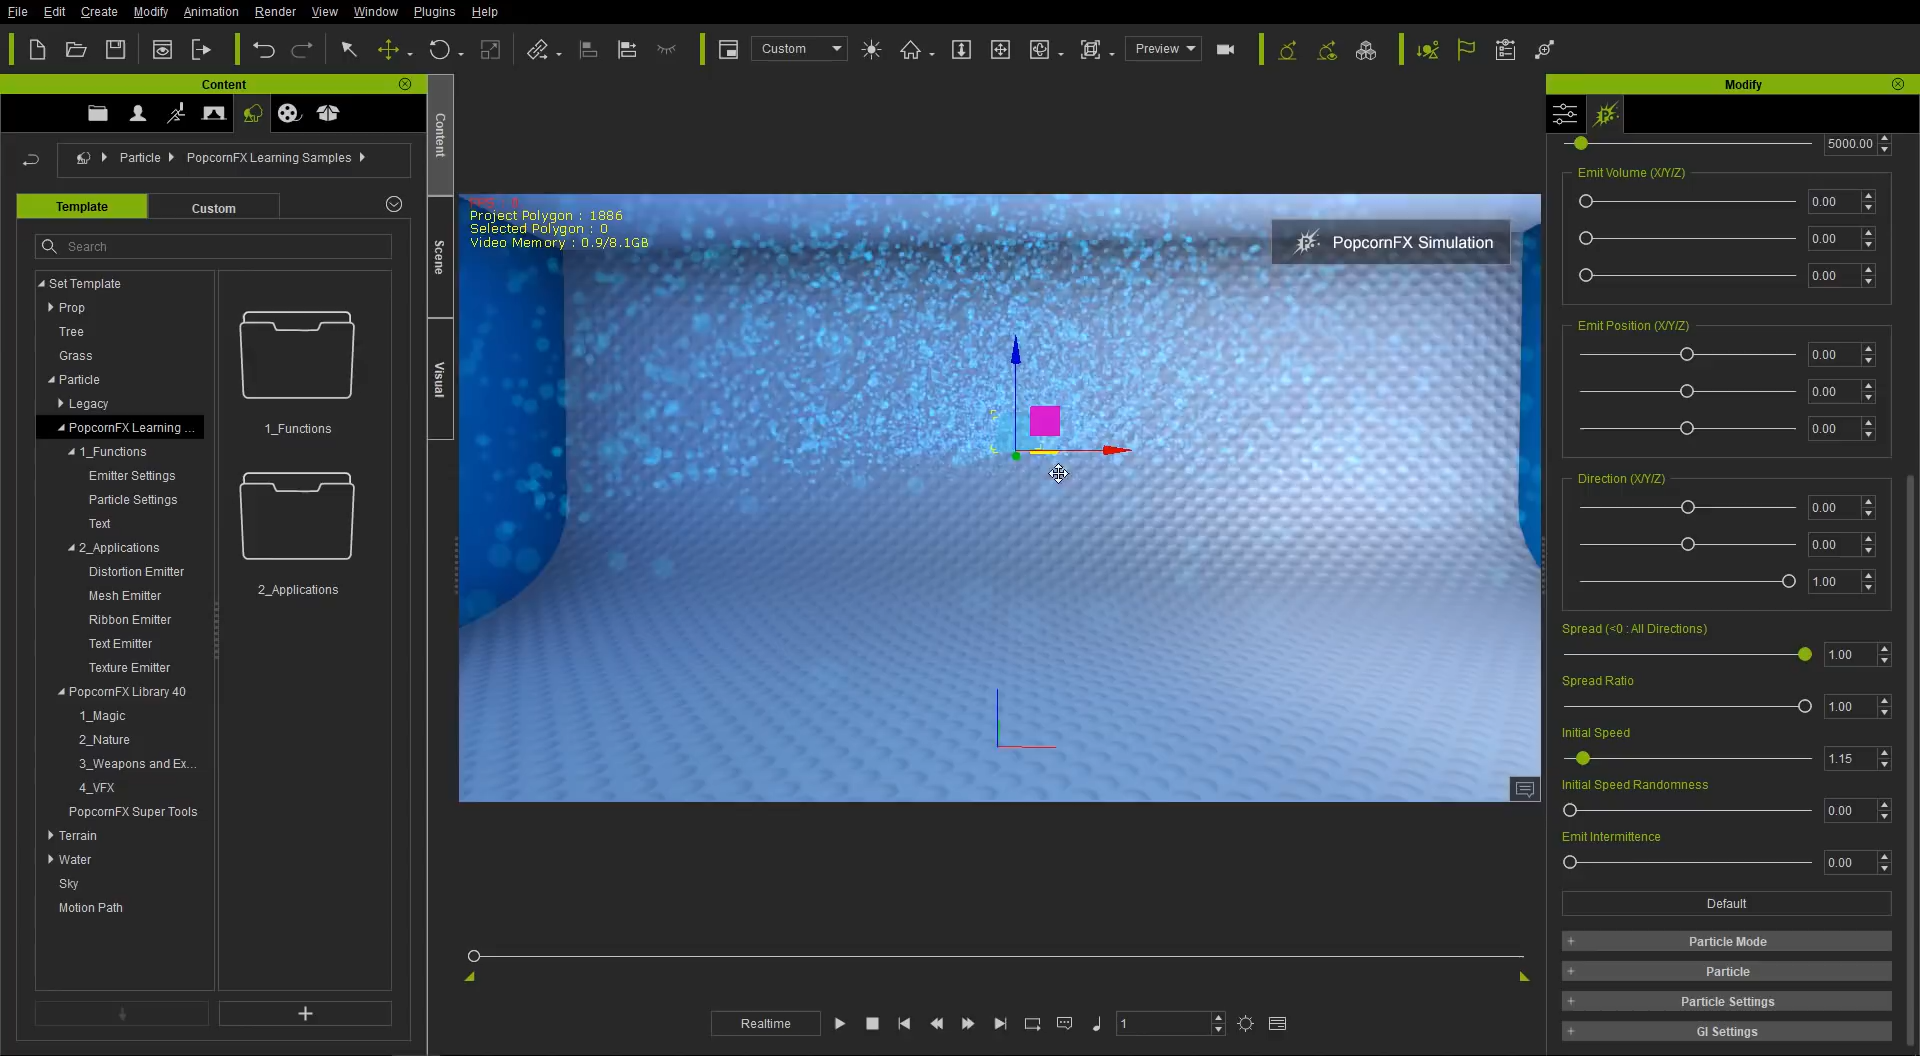 File Edit Create Modify Animation Render View Window Plugins Help
Custom
Preview
Content
Modify
Particle PopcornFX Learning Samples
Template
Custom
Search
Set Template
Prop
Tree
Grass
Particle
Legacy
PopcornFX Learning ...
1_Functions
Emitter Settings
Particle Settings
Text
2_Applications
Distortion Emitter
Mesh Emitter
Ribbon Emitter
Text Emitter
Texture Emitter
PopcornFX Library 40
1_Magic
2_Nature
3_Weapons and Ex...
4_VFX
PopcornFX Super Tools
Terrain
Water
Sky
Motion Path
1_Functions
2_Applications
Content
Scene
Visual
Project Polygon : 1886
Selected Polygon : 0
Video Memory : 0.9/8.1GB
PopcornFX Simulation
Realtime
1
5000.00
Emit Volume (X/Y/Z)
0.00
0.00
0.00
Emit Position (X/Y/Z)
0.00
0.00
0.00
Direction (X/Y/Z)
0.00
0.00
1.00
Spread (<0 : All Directions)
1.00
Spread Ratio
1.00
Initial Speed
1.15
Initial Speed Randomness
0.00
Emit Intermittence
0.00
Default
+ Particle Mode
+ Particle
+ Particle Settings
+ GI Settings